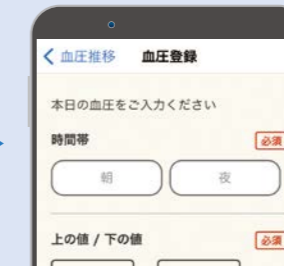 血圧推移 血圧登録
本日の血圧をご入力ください
時間帯 必須
朝 夜
上の値 / 下の値 必須